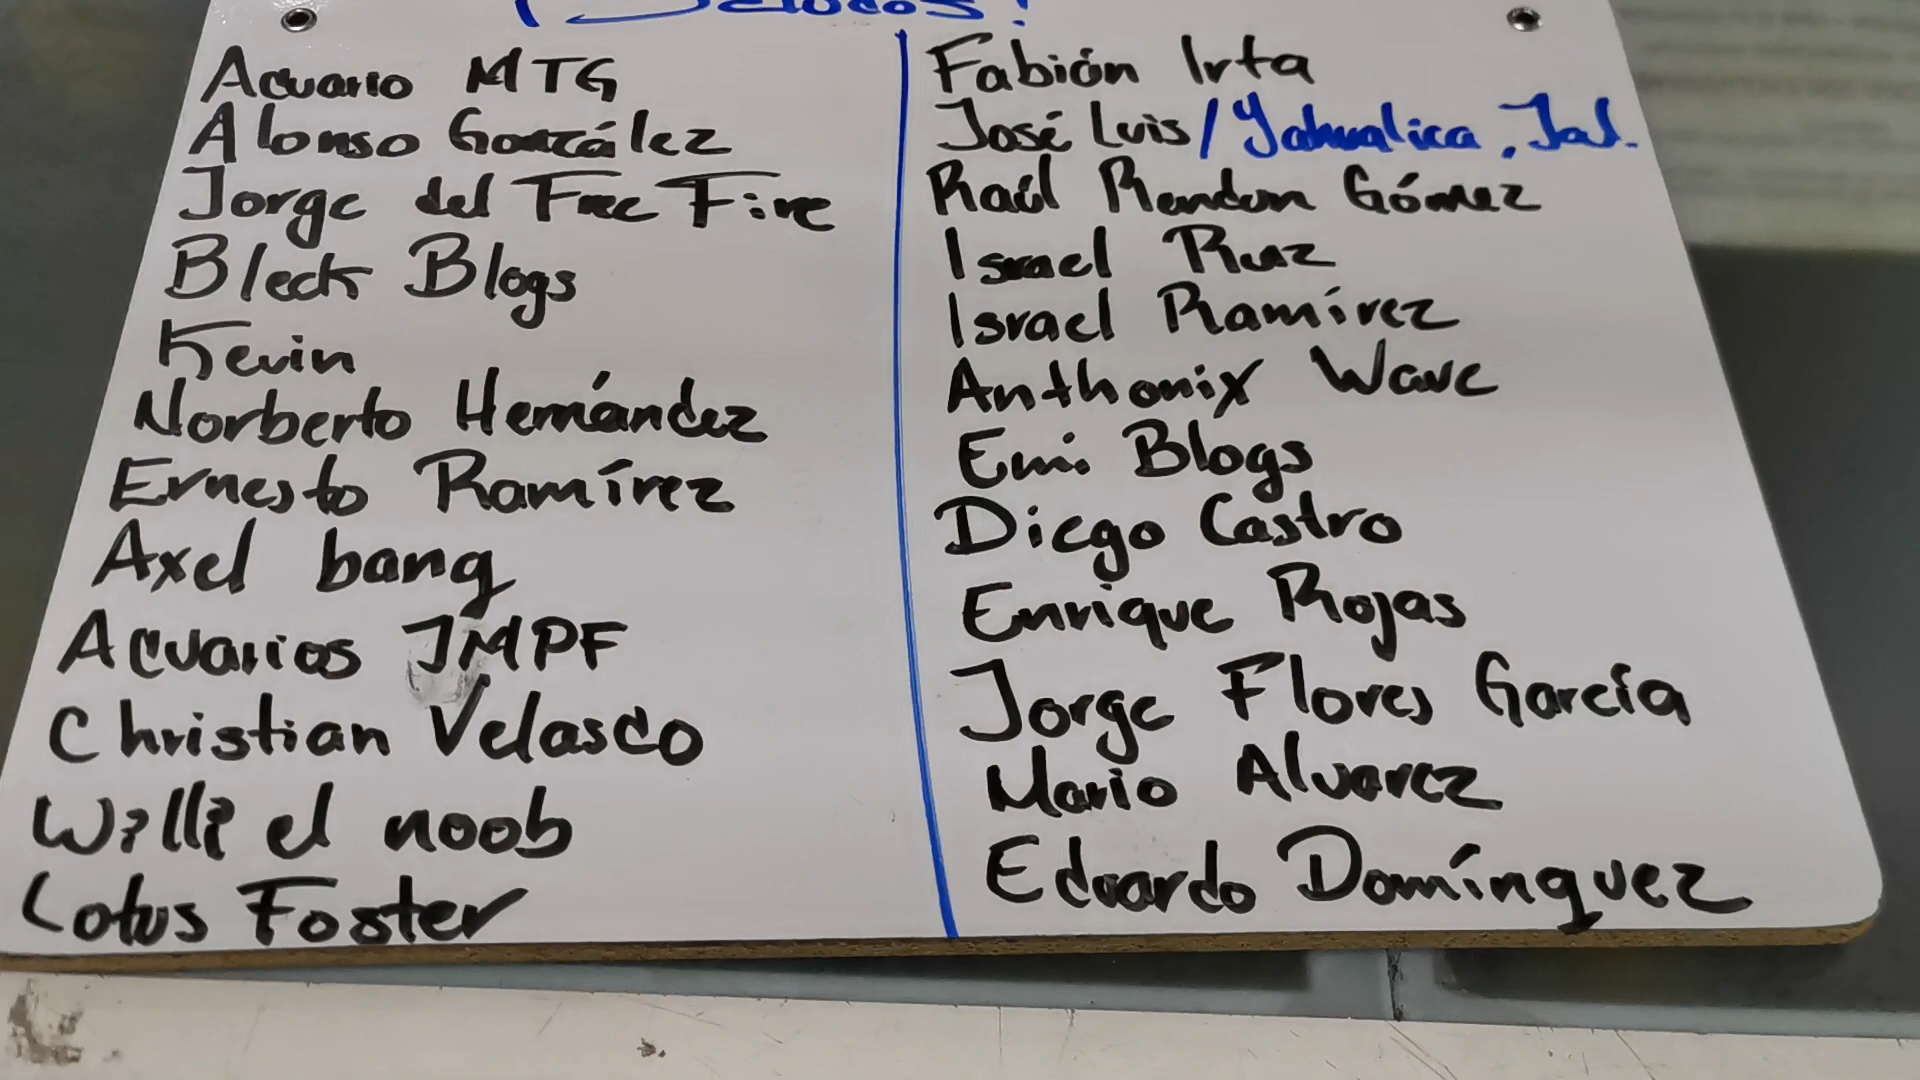 ¡Saludos!
Acuario MTG
Alonso González
Jorge del Free Fire
Bleck Blogs
Kevin
Norberto Hernández
Ernesto Ramírez
Axel bang
Acuarios JMPF
Christian Velasco
Willi el noob
Lotus Foster
Fabián Irta
José Luis / Yahualica, Jal.
Raúl Rendon Gómez
Israel Ruiz
Israel Ramírez
Anthonix Wave
Emi Blogs
Diego Castro
Enrique Rojas
Jorge Flores García
Mario Alvarez
Eduardo Domínguez